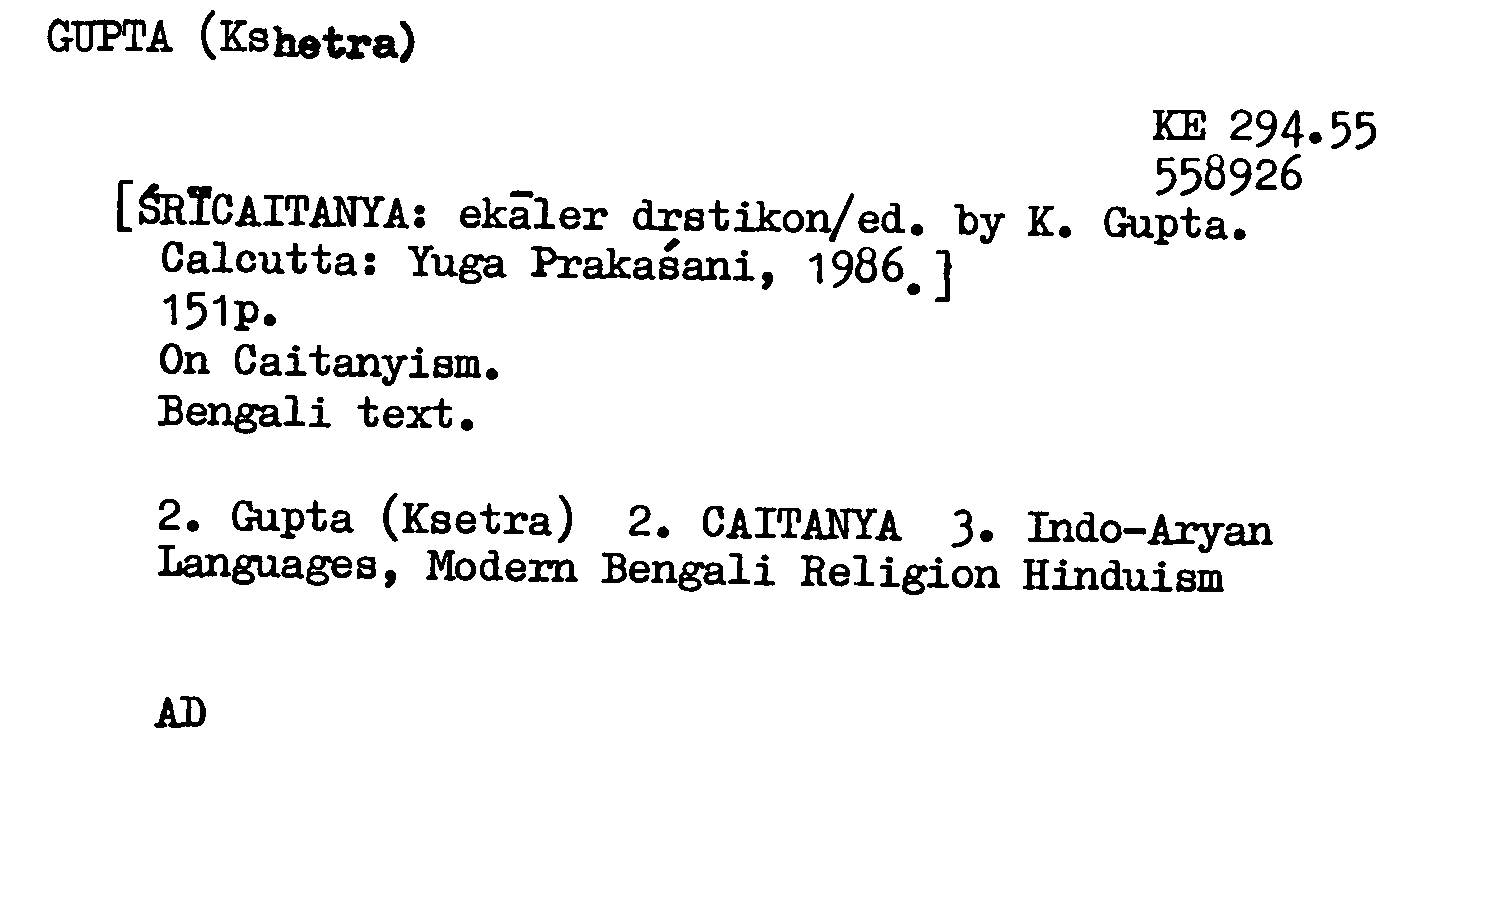 GUPTA (Kshetra)
KE 294.55
558926
[ŚRĪCAITANYA: ekāler drstikon/ed. by K. Gupta.
Calcutta: Yuga Prakaśani, 1986.]
151p.
On Caitanyism.
Bengali text.
2. Gupta (Ksetra) 2. CAITANYA 3. Indo-Aryan
Languages, Modern Bengali Religion Hinduism
AD